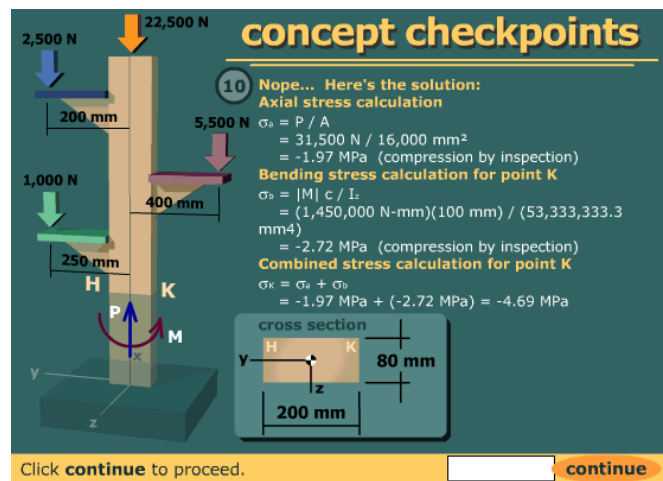 concept checkpoints
22,500 N
2,500 N
200 mm
5,500 N
400 mm
1,000 N
250 mm
H
K
P
M
x
y
z
10
Nope... Here's the solution:
Axial stress calculation
σa = P / A
= 31,500 N / 16,000 mm²
= -1.97 MPa (compression by inspection)
Bending stress calculation for point K
σb = |M| c / Iz
= (1,450,000 N-mm)(100 mm) / (53,333,333.3
mm4)
= -2.72 MPa (compression by inspection)
Combined stress calculation for point K
σK = σa + σb
= -1.97 MPa + (-2.72 MPa) = -4.69 MPa
cross section
H
K
y
z
80 mm
200 mm
Click continue to proceed.
continue